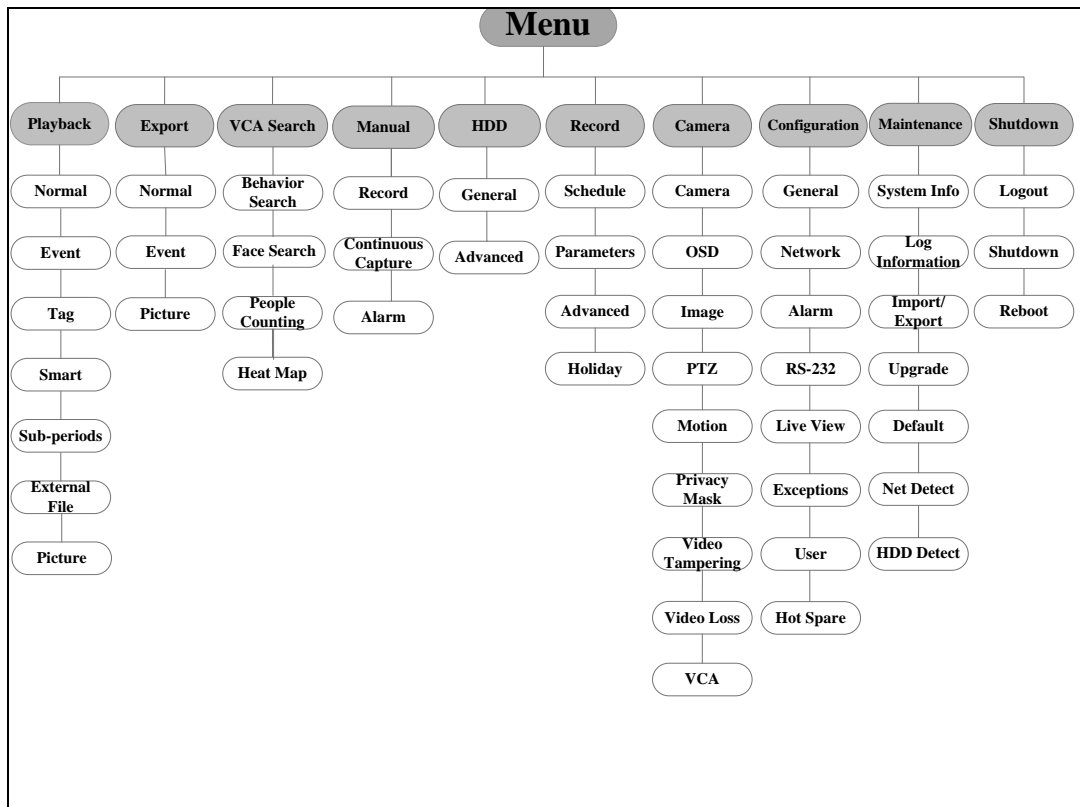 Menu
Playback
Export
VCA Search
Manual
HDD
Record
Camera
Configuration
Maintenance
Shutdown
Normal
Event
Tag
Smart
Sub-periods
External
File
Picture
Normal
Event
Picture
Behavior
Search
Face Search
People
Counting
Heat Map
Record
Continuous
Capture
Alarm
General
Advanced
Schedule
Parameters
Advanced
Holiday
Camera
OSD
Image
PTZ
Motion
Privacy
Mask
Video
Tampering
Video Loss
VCA
General
Network
Alarm
RS-232
Live View
Exceptions
User
Hot Spare
System Info
Log
Information
Import/
Export
Upgrade
Default
Net Detect
HDD Detect
Logout
Shutdown
Reboot